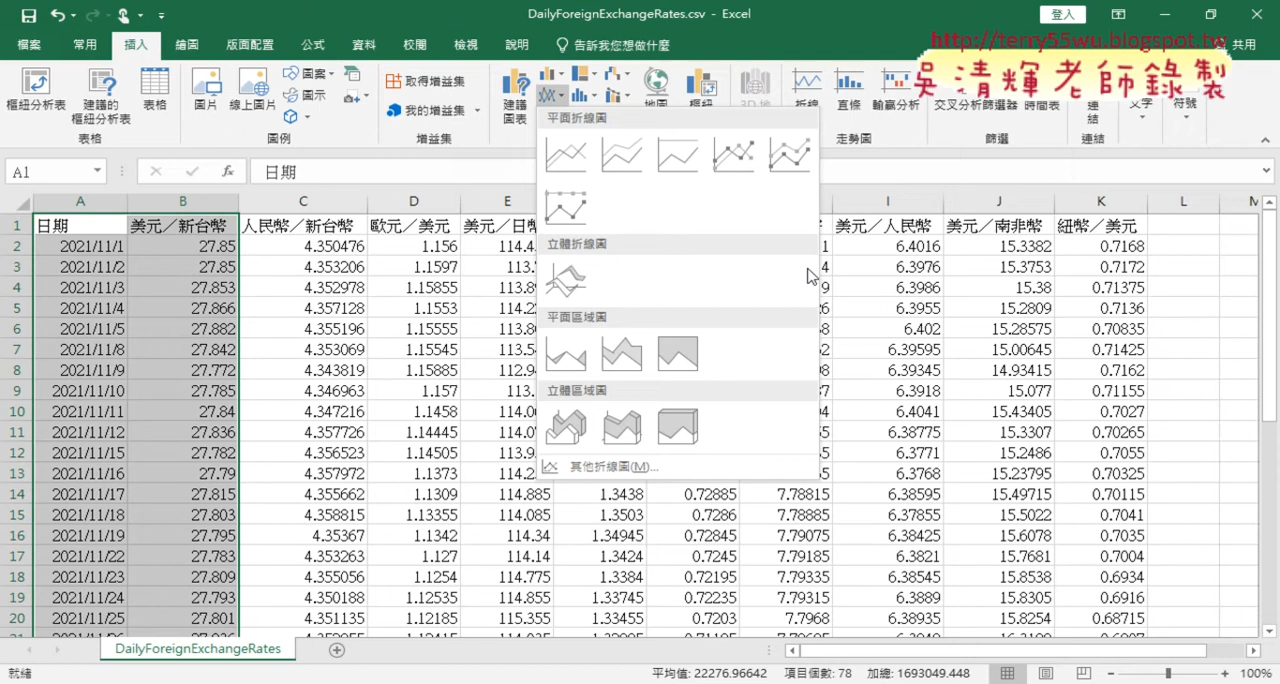 DailyForeignExchangeRates.csv - Excel
登入
檔案 常用 插入 繪圖 版面配置 公式 資料 校閱 檢視 說明 告訴我您想做什麼 共用
http://terry55wu.blogspot.tw
吳清輝老師錄製
樞紐分析表 建議的 樞紐分析表 表格 圖片 線上圖片 圖案 圖示 取得增益集 我的增益集 建議 圖表 地圖 樞紐 折線 直條 輸贏分析 交叉分析篩選器 時間表 連結 文字 符號
表格 圖例 增益集 走勢圖 篩選 連結
A1 fx 日期
平面折線圖
立體折線圖
平面區域圖
立體區域圖
其他折線圖(M)...
A B C D E I J K L M
1 日期 美元／新台幣 人民幣／新台幣 歐元／美元 美元／日幣 美元／人民幣 美元／南非幣 紐幣／美元
2 2021/11/1 27.85 4.350476 1.156 6.4016 15.3382 0.7168
3 2021/11/2 27.85 4.353206 1.1597 6.3976 15.3753 0.7172
4 2021/11/3 27.853 4.352978 1.15855 6.3986 15.38 0.71375
5 2021/11/4 27.866 4.357128 1.1553 6.3955 15.2809 0.7136
6 2021/11/5 27.882 4.355196 1.15555 6.402 15.28575 0.70835
7 2021/11/8 27.842 4.353069 1.15545 6.39595 15.00645 0.71425
8 2021/11/9 27.772 4.343819 1.15885 6.39345 14.93415 0.7162
9 2021/11/10 27.785 4.346963 1.157 6.3918 15.077 0.71155
10 2021/11/11 27.84 4.347216 1.1458 6.4041 15.43405 0.7027
11 2021/11/12 27.836 4.357726 1.14445 6.38775 15.3307 0.70265
12 2021/11/15 27.782 4.356523 1.14505 6.3771 15.2486 0.7055
13 2021/11/16 27.79 4.357972 1.1373 6.3768 15.23795 0.70325
14 2021/11/17 27.815 4.355662 1.1309 114.885 1.3438 0.72885 7.78815 6.38595 15.49715 0.70115
15 2021/11/18 27.803 4.358815 1.13355 114.085 1.3503 0.7286 7.78885 6.37855 15.5022 0.7041
16 2021/11/19 27.795 4.35367 1.1342 114.34 1.34945 0.72845 7.79075 6.38425 15.6078 0.7035
17 2021/11/22 27.783 4.353263 1.127 114.14 1.3424 0.7245 7.79185 6.3821 15.7681 0.7004
18 2021/11/23 27.809 4.355056 1.1254 114.775 1.3384 0.72195 7.79335 6.38545 15.8538 0.6934
19 2021/11/24 27.793 4.350188 1.12535 114.855 1.33745 0.72235 7.79315 6.3889 15.8305 0.6916
20 2021/11/25 27.801 4.351135 1.12185 115.355 1.33455 0.7203 7.7968 6.38935 15.8254 0.68715
DailyForeignExchangeRates
就緒 平均值: 22276.96642 項目個數: 78 加總: 1693049.448 100%